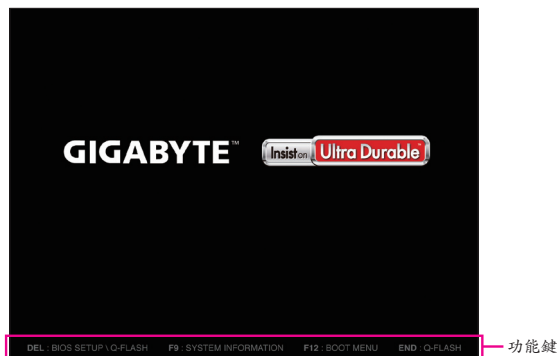 GIGABYTE™
Insist on Ultra Durable™
DEL : BIOS SETUP \ Q-FLASH F9 : SYSTEM INFORMATION F12 : BOOT MENU END : Q-FLASH
功能鍵